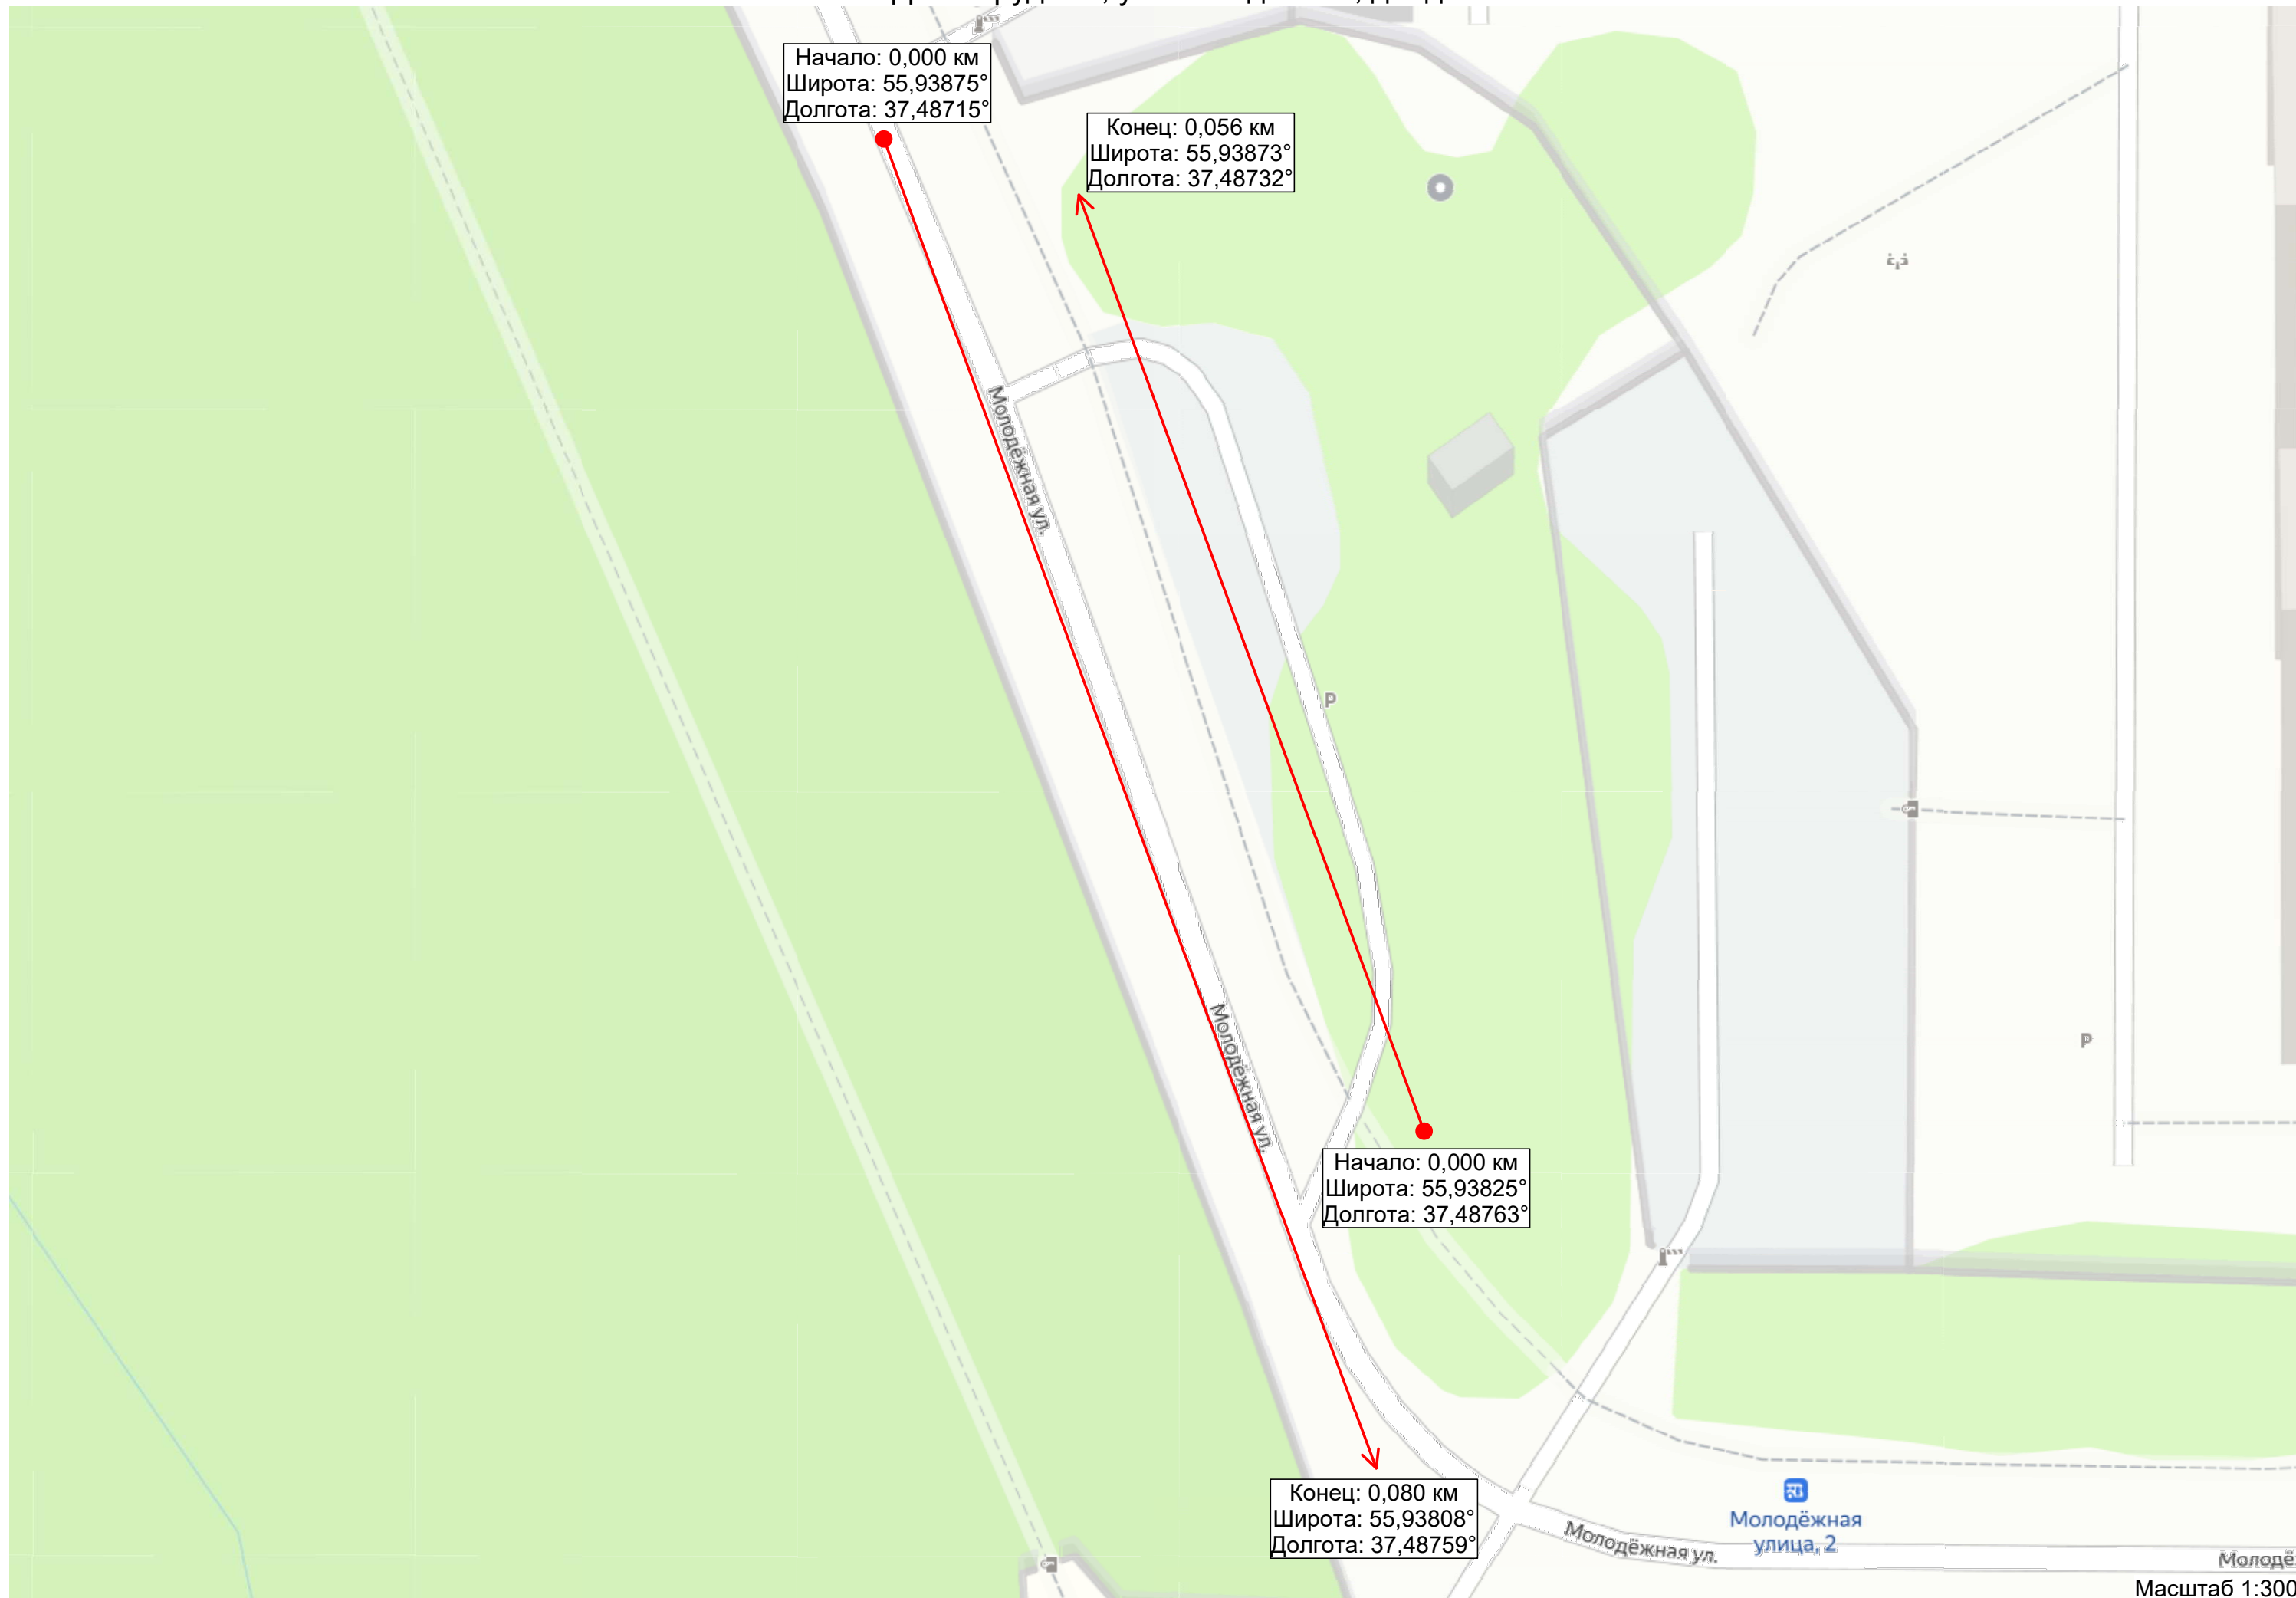 Начало: 0,000 км
Широта: 55,93875°
Долгота: 37,48715°
Конец: 0,056 км
Широта: 55,93873°
Долгота: 37,48732°
Молодёжная ул.
P
Молодёжная ул.
P
Начало: 0,000 км
Широта: 55,93825°
Долгота: 37,48763°
Конец: 0,080 км
Широта: 55,93808°
Долгота: 37,48759°
Молодёжная ул.
Молодёжная
улица, 2
Молодё
Масштаб 1:300